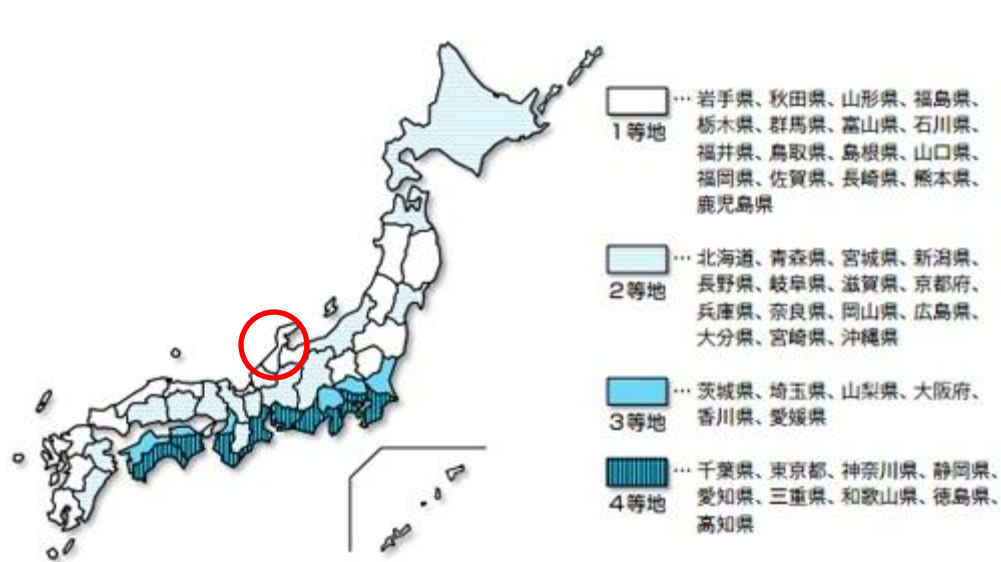 …岩手県、秋田県、山形県、福島県、
1等地
栃木県、群馬県、富山県、石川県、
福井県、鳥取県、島根県、山口県、
福岡県、佐賀県、長崎県、熊本県、
鹿児島県
…北海道、青森県、宮城県、新潟県、
2等地
長野県、岐阜県、滋賀県、京都府、
兵庫県、奈良県、岡山県、広島県、
大分県、宮崎県、沖縄県
…茨城県、埼玉県、山梨県、大阪府、
3等地
香川県、愛媛県
…千葉県、東京都、神奈川県、静岡県、
4等地
愛知県、三重県、和歌山県、徳島県、
高知県